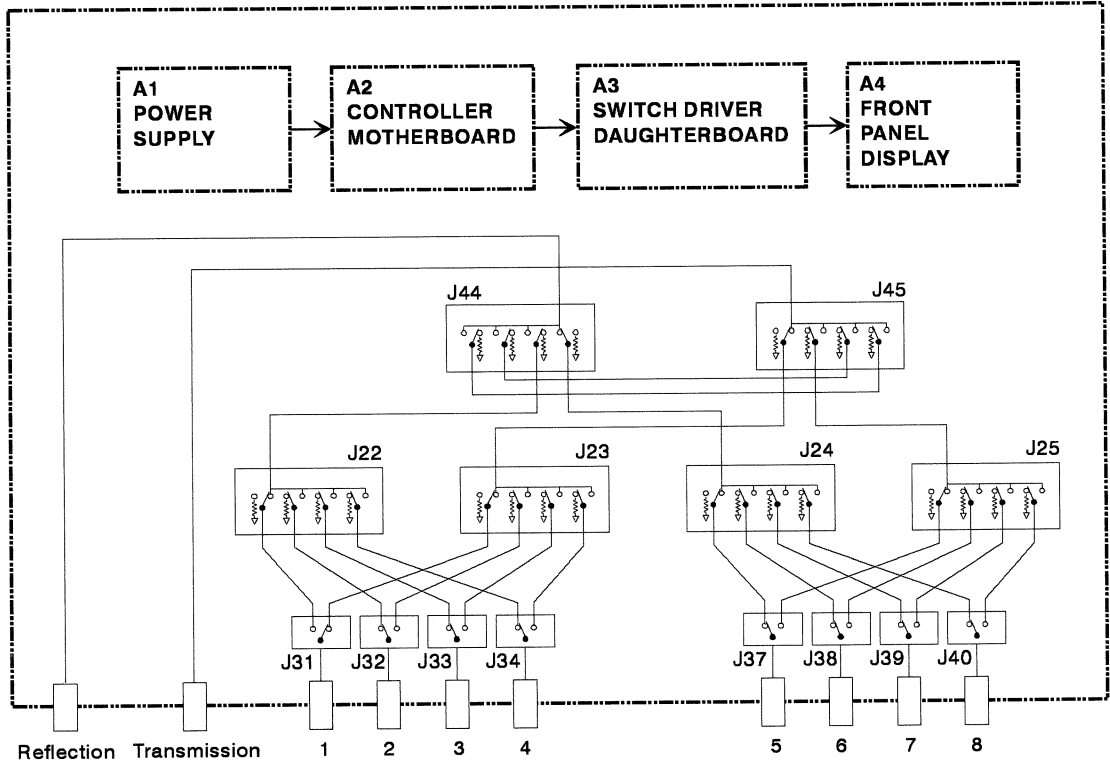 A1
POWER
SUPPLY
A2
CONTROLLER
MOTHERBOARD
A3
SWITCH DRIVER
DAUGHTERBOARD
A4
FRONT
PANEL
DISPLAY
J44
J45
J22
J23
J24
J25
J31
J32
J33
J34
J37
J38
J39
J40
Reflection
Transmission
1
2
3
4
5
6
7
8